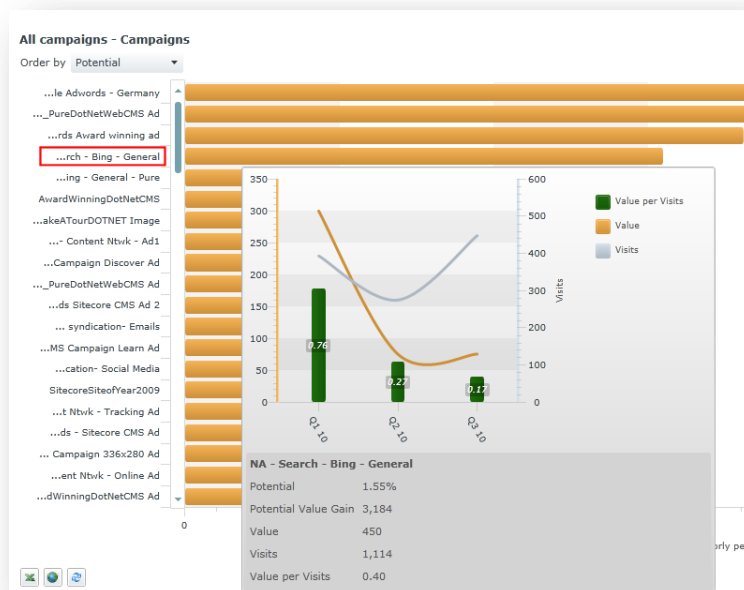 All campaigns - Campaigns
Order by Potential
...le Adwords - Germany
..._PureDotNetWebCMS Ad
...rds Award winning ad
...rch - Bing - General
...ing - General - Pure
AwardWinningDotNetCMS
...akeATourDOTNET Image
...- Content Ntwk - Ad1
...Campaign Discover Ad
..._PureDotNetWebCMS Ad
...ds Sitecore CMS Ad 2
... syndication- Emails
...MS Campaign Learn Ad
...cation- Social Media
SitecoreSiteofYear2009
...t Ntwk - Tracking Ad
...ds - Sitecore CMS Ad
... Campaign 336x280 Ad
...ent Ntwk - Online Ad
...dWinningDotNetCMS Ad
0
350
300
250
200
150
100
50
0
0.76
0.27
0.17
Q1 10
Q2 10
Q3 10
600
500
400
300
200
100
0
Visits
Value per Visits
Value
Visits
NA - Search - Bing - General
Potential 1.55%
Potential Value Gain 3,184
Value 450
Visits 1,114
Value per Visits 0.40
orly pe